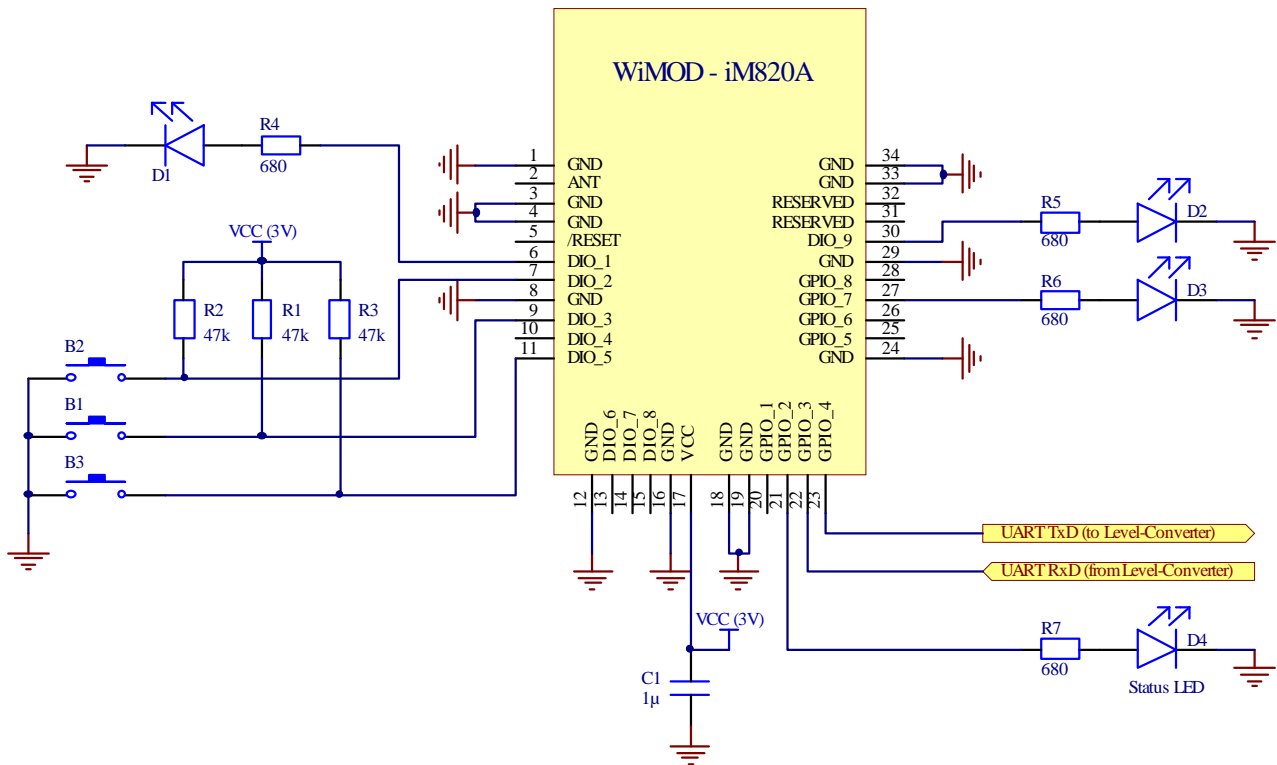 WiMOD - iM820A
R4
680
D1
VCC (3V)
R2
47k
R1
47k
R3
47k
B2
B1
B3
1 GND
2 ANT
3 GND
4 GND
5 /RESET
6 DIO_1
7 DIO_2
8 GND
9 DIO_3
10 DIO_4
11 DIO_5
GND 34
GND 33
RESERVED 32
RESERVED 31
DIO_9 30
GND 29
GPIO_8 28
GPIO_7 27
GPIO_6 26
GPIO_5 25
GND 24
R5
680
D2
R6
680
D3
GND 12
DIO_6 13
DIO_7 14
DIO_8 15
GND 16
VCC 17
GND 18
GND 19
GPIO_1 20
GPIO_2 21
GPIO_3 22
GPIO_4 23
UART TxD (to Level-Converter)
UART RxD (from Level-Converter)
VCC (3V)
C1
1µ
R7
680
D4
Status LED